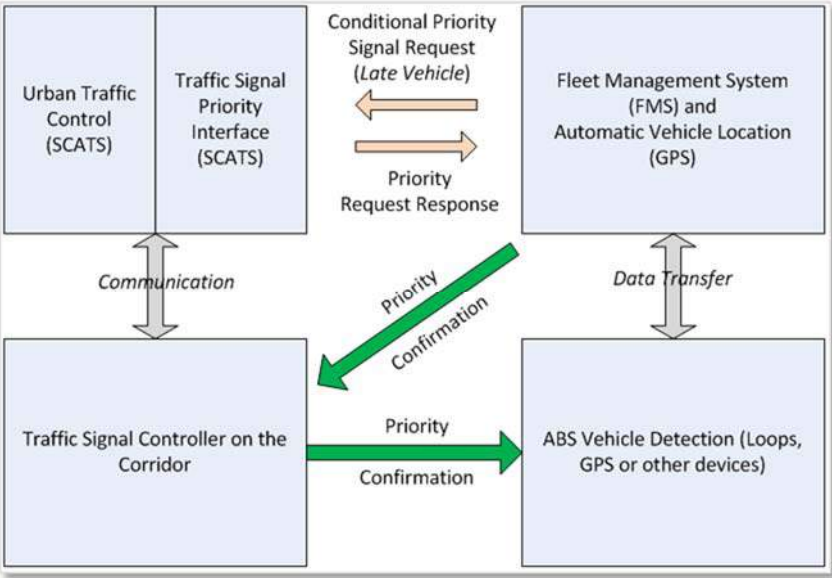 Urban Traffic
Control
(SCATS)
Traffic Signal
Priority
Interface
(SCATS)
Conditional Priority
Signal Request
(Late Vehicle)
Priority
Request Response
Fleet Management System
(FMS) and
Automatic Vehicle Location
(GPS)
Communication
Priority
Confirmation
Data Transfer
Traffic Signal Controller on the
Corridor
Priority
Confirmation
ABS Vehicle Detection (Loops,
GPS or other devices)